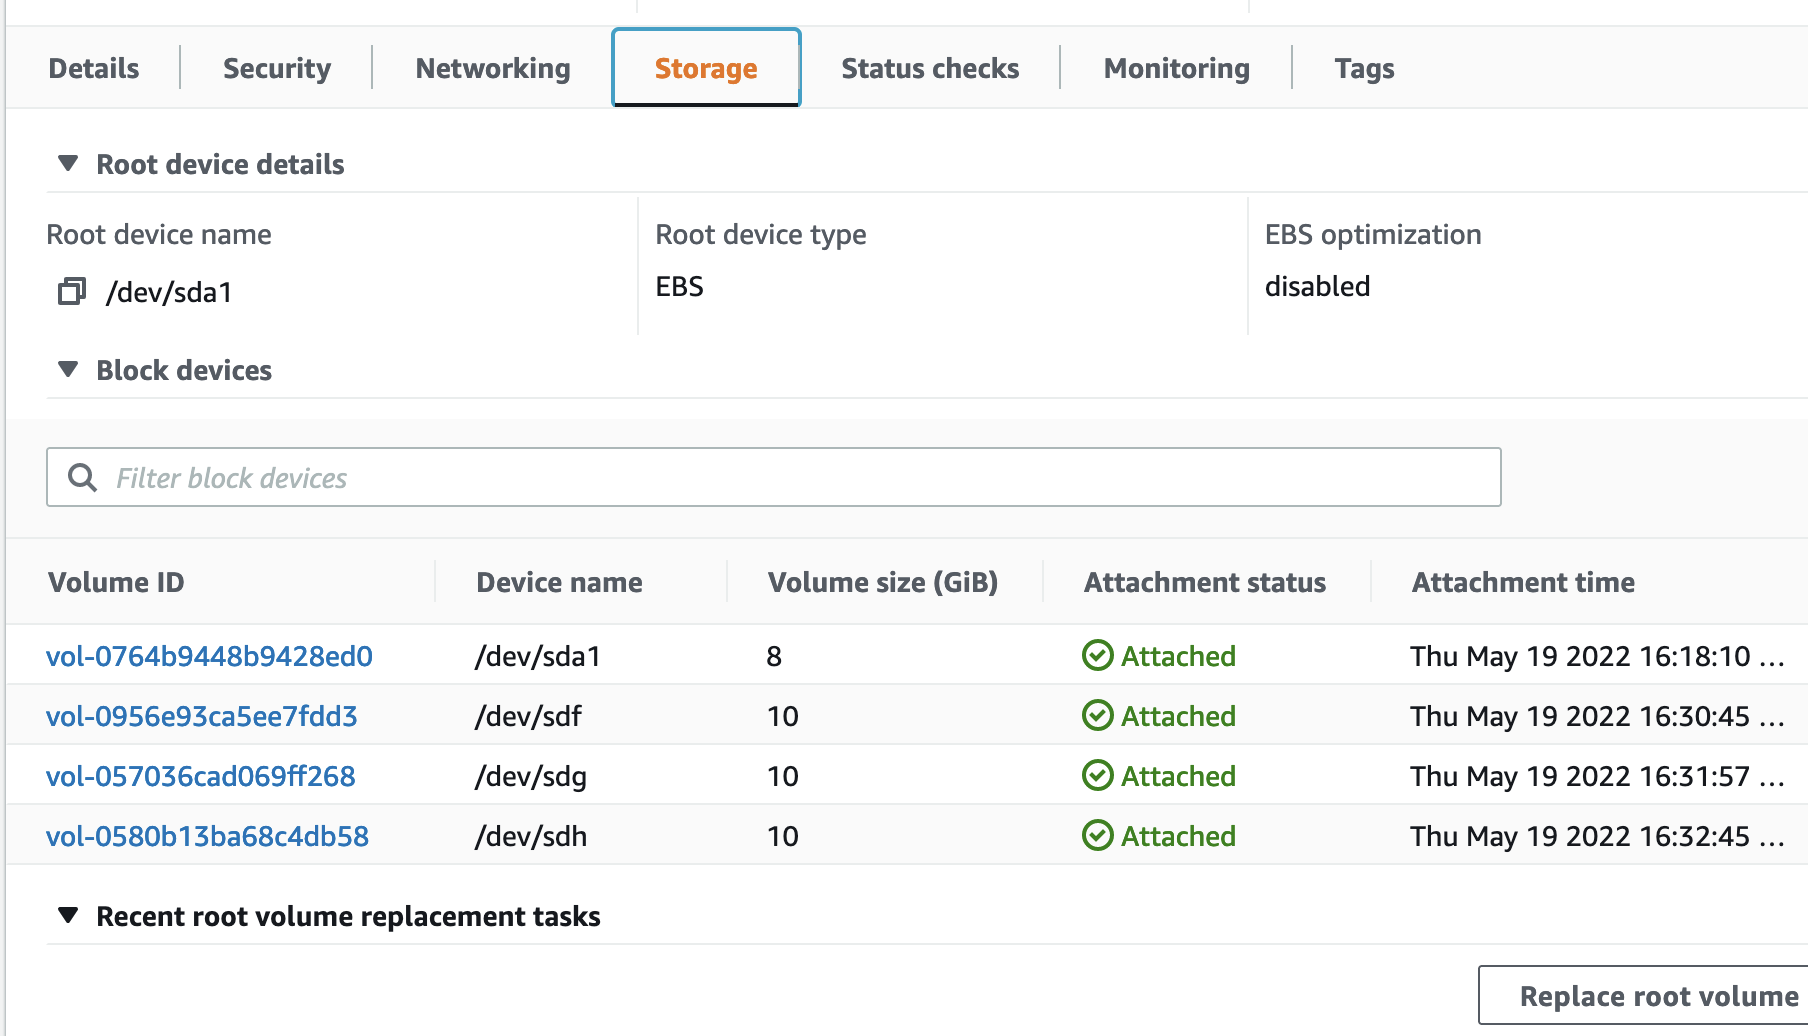 Details Security Networking Storage Status checks Monitoring Tags
Root device details
Root device name Root device type EBS optimization
/dev/sda1 EBS disabled
Block devices
Filter block devices
Volume ID Device name Volume size (GiB) Attachment status Attachment time
vol-0764b9448b9428ed0 /dev/sda1 8 Attached Thu May 19 2022 16:18:10 ...
vol-0956e93ca5ee7fdd3 /dev/sdf 10 Attached Thu May 19 2022 16:30:45 ...
vol-057036cad069ff268 /dev/sdg 10 Attached Thu May 19 2022 16:31:57 ...
vol-0580b13ba68c4db58 /dev/sdh 10 Attached Thu May 19 2022 16:32:45 ...
Recent root volume replacement tasks
Replace root volume